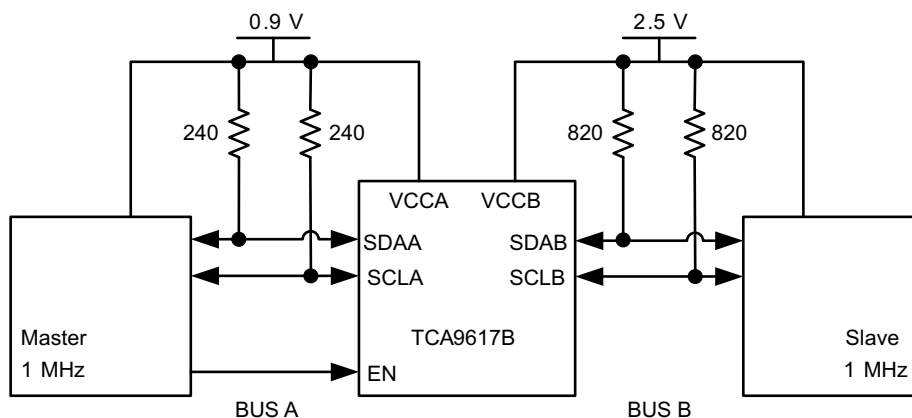 0.9 V
2.5 V
240
240
820
820
VCCA
VCCB
SDAA
SDAB
SCLA
SCLB
Master
1 MHz
TCA9617B
EN
Slave
1 MHz
BUS A
BUS B